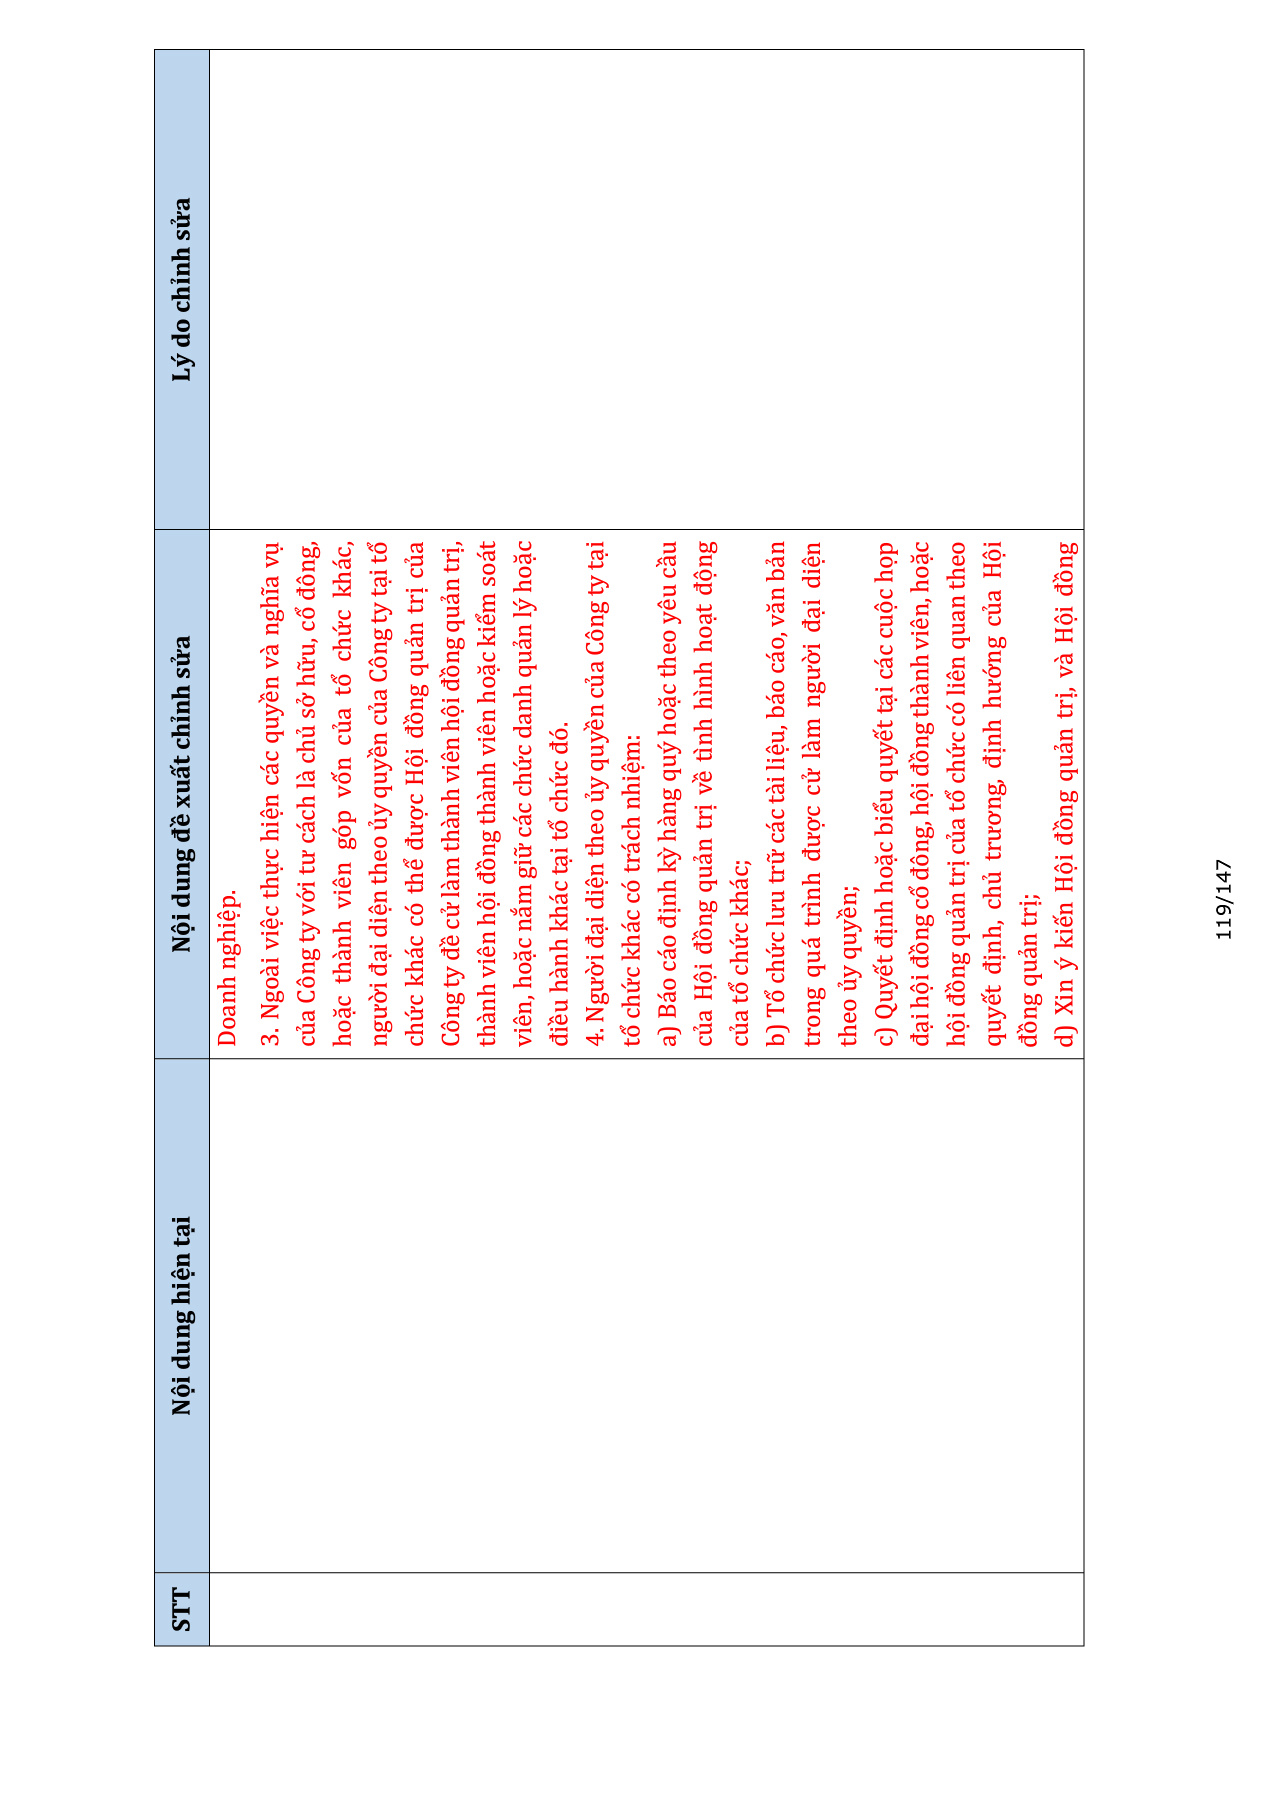 STT
Nội dung hiện tại
Nội dung đề xuất chỉnh sửa
Lý do chỉnh sửa
Doanh nghiệp.
3. Ngoài việc thực hiện các quyền và nghĩa vụ
của Công ty với tư cách là chủ sở hữu, cổ đông,
hoặc thành viên góp vốn của tổ chức khác,
người đại diện theo ủy quyền của Công ty tại tổ
chức khác có thể được Hội đồng quản trị của
Công ty đề cử làm thành viên hội đồng quản trị,
thành viên hội đồng thành viên hoặc kiểm soát
viên, hoặc nắm giữ các chức danh quản lý hoặc
điều hành khác tại tổ chức đó.
4. Người đại diện theo ủy quyền của Công ty tại
tổ chức khác có trách nhiệm:
a) Báo cáo định kỳ hàng quý hoặc theo yêu cầu
của Hội đồng quản trị về tình hình hoạt động
của tổ chức khác;
b) Tổ chức lưu trữ các tài liệu, báo cáo, văn bản
trong quá trình được cử làm người đại diện
theo ủy quyền;
c) Quyết định hoặc biểu quyết tại các cuộc họp
đại hội đồng cổ đông, hội đồng thành viên, hoặc
hội đồng quản trị của tổ chức có liên quan theo
quyết định, chủ trương, định hướng của Hội
đồng quản trị;
d) Xin ý kiến Hội đồng quản trị, và Hội đồng
119/147